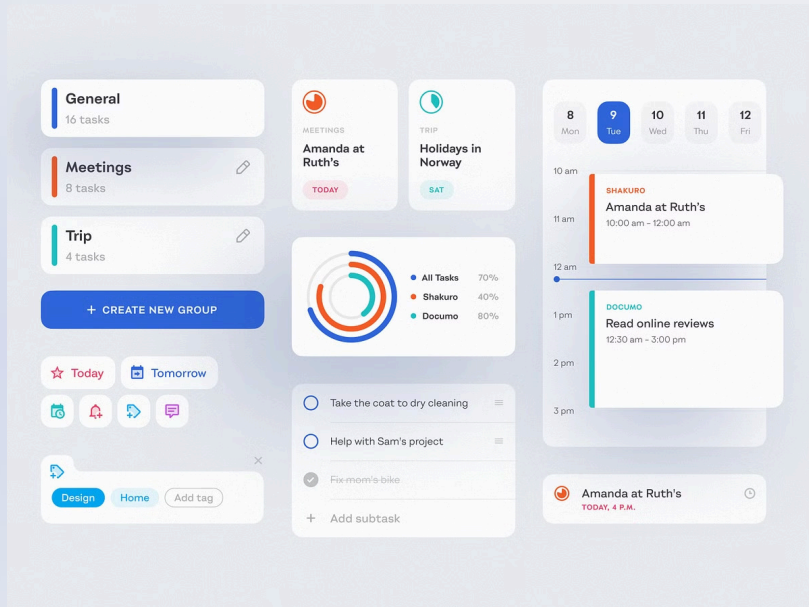 General
16 tasks
Meetings
8 tasks
Trip
4 tasks
+ CREATE NEW GROUP
Today
Tomorrow
Design
Home
Add tag
MEETINGS
Amanda at
Ruth's
TODAY
TRIP
Holidays in
Norway
SAT
All Tasks 70%
Shakuro 40%
Documo 80%
Take the coat to dry cleaning
Help with Sam's project
Fix mom's bike
+ Add subtask
8 9 10 11 12
Mon Tue Wed Thu Fri
10 am
SHAKURO
Amanda at Ruth's
11 am
10:00 am - 12:00 am
12 am
DOCUMO
1 pm
Read online reviews
12:30 am - 3:00 pm
2 pm
3 pm
Amanda at Ruth's
TODAY, 4 P.M.